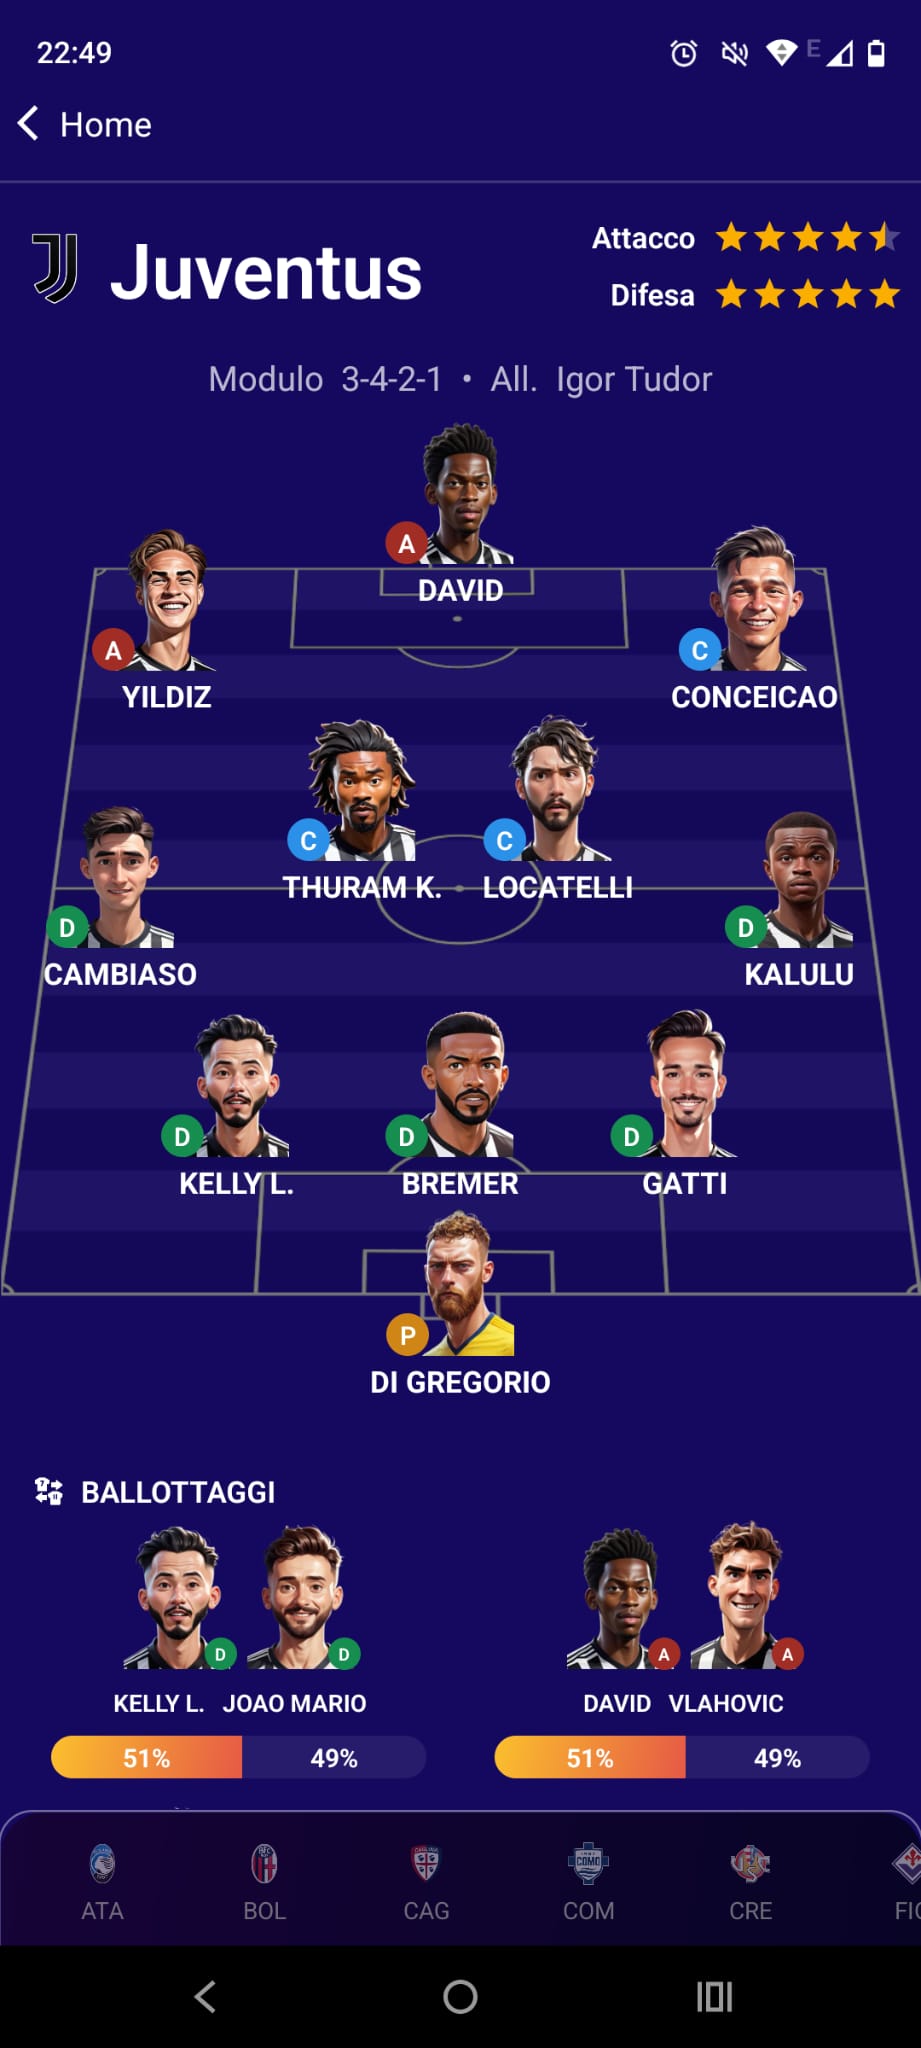 22:49
E
Home
Juventus
Attacco
Difesa
Modulo 3-4-2-1 • All. Igor Tudor
A
DAVID
A
YILDIZ
C
CONCEICAO
C
THURAM K.
C
LOCATELLI
D
CAMBIASO
D
KALULU
D
KELLY L.
D
BREMER
D
GATTI
P
DI GREGORIO
BALLOTTAGGI
D D
KELLY L. JOAO MARIO
51% 49%
A A
DAVID VLAHOVIC
51% 49%
ATA BOL CAG COM CRE FIO